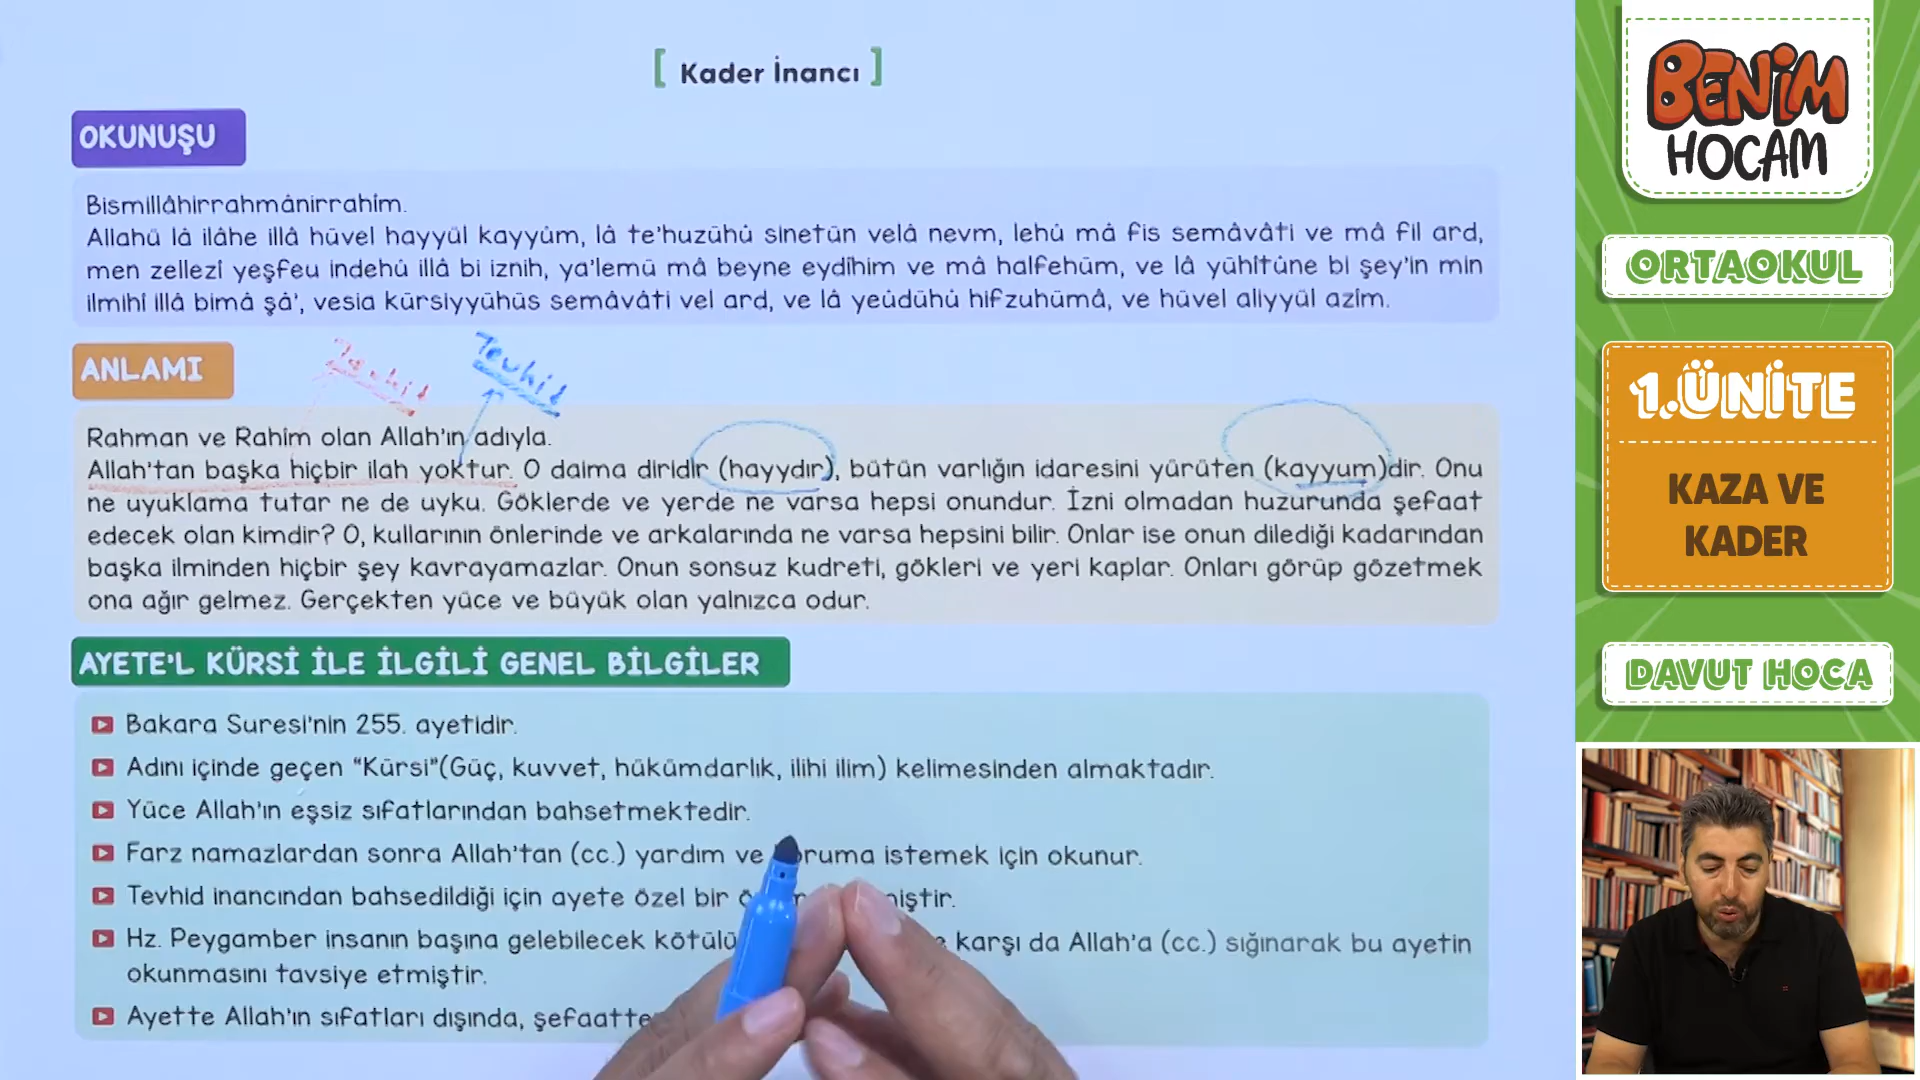 [ Kader İnancı ]
OKUNUŞU
Bismillâhirrahmânirrahîm.
Allahü lâ ilâhe illâ hüvel hayyül kayyûm, lâ te'huzühû sinetün velâ nevm, lehû mâ fis semâvâti ve mâ fil ard,
men zellezî yeşfeu indehû illâ bi iznih, ya'lemü mâ beyne eydîhim ve mâ halfehüm, ve lâ yühîtûne bi şey'in min
ilmihî illâ bimâ şâ', vesia kürsiyyühüs semâvâti vel ard, ve lâ yeûdühû hifzuhümâ, ve hüvel aliyyül azîm.
ANLAMI
Tevhid
Tevhid
Rahman ve Rahîm olan Allah'ın adıyla.
Allah'tan başka hiçbir ilah yoktur. O daima diridir (hayydır), bütün varlığın idaresini yürüten (kayyum)dir. Onu
ne uyuklama tutar ne de uyku. Göklerde ve yerde ne varsa hepsi onundur. İzni olmadan huzurunda şefaat
edecek olan kimdir? O, kullarının önlerinde ve arkalarında ne varsa hepsini bilir. Onlar ise onun dilediği kadarından
başka ilminden hiçbir şey kavrayamazlar. Onun sonsuz kudreti, gökleri ve yeri kaplar. Onları görüp gözetmek
ona ağır gelmez. Gerçekten yüce ve büyük olan yalnızca odur.
AYETE'L KÜRSİ İLE İLGİLİ GENEL BİLGİLER
Bakara Suresi'nin 255. ayetidir.
Adını içinde geçen “Kürsi”(Güç, kuvvet, hükümdarlık, ilihi ilim) kelimesinden almaktadır.
Yüce Allah'ın eşsiz sıfatlarından bahsetmektedir.
Farz namazlardan sonra Allah'tan (cc.) yardım ve koruma istemek için okunur.
Tevhid inancından bahsedildiği için ayete özel bir
Hz. Peygamber insanın başına gelebilecek karşı da Allah'a (cc.) sığınarak bu ayetin
okunmasını tavsiye etmiştir.
Ayette Allah'ın sıfatları dışında,
BENİM
HOCAM
ORTAOKUL
1.ÜNİTE
KAZA VE
KADER
DAVUT HOCA